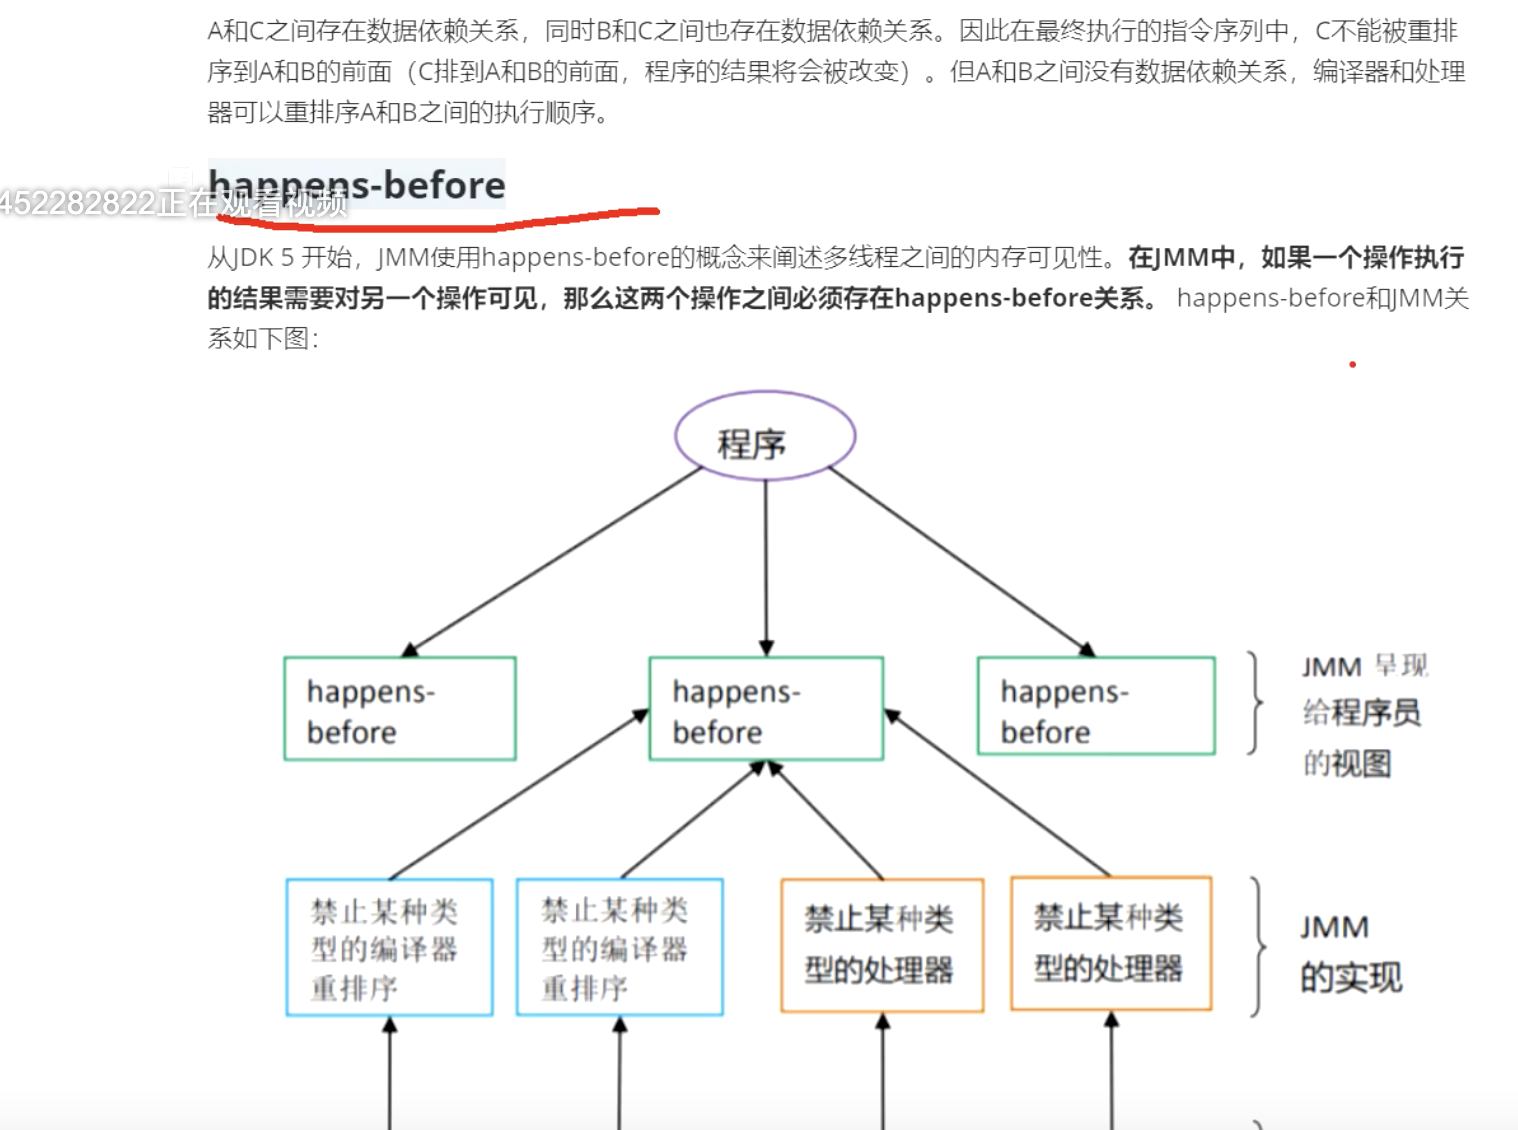 A和C之间存在数据依赖关系，同时B和C之间也存在数据依赖关系。因此在最终执行的指令序列中，C不能被重排
序到A和B的前面（C排到A和B的前面，程序的结果将会被改变）。但A和B之间没有数据依赖关系，编译器和处理
器可以重排序A和B之间的执行顺序。
happens-before
452282822正在观看视频
从JDK 5 开始，JMM使用happens-before的概念来阐述多线程之间的内存可见性。在JMM中，如果一个操作执行
的结果需要对另一个操作可见，那么这两个操作之间必须存在happens-before关系。 happens-before和JMM关
系如下图：
程序
happens-
before
happens-
before
happens-
before
JMM 呈现
给程序员
的视图
禁止某种类
型的编译器
重排序
禁止某种类
型的编译器
重排序
禁止某种类
型的处理器
禁止某种类
型的处理器
JMM
的实现